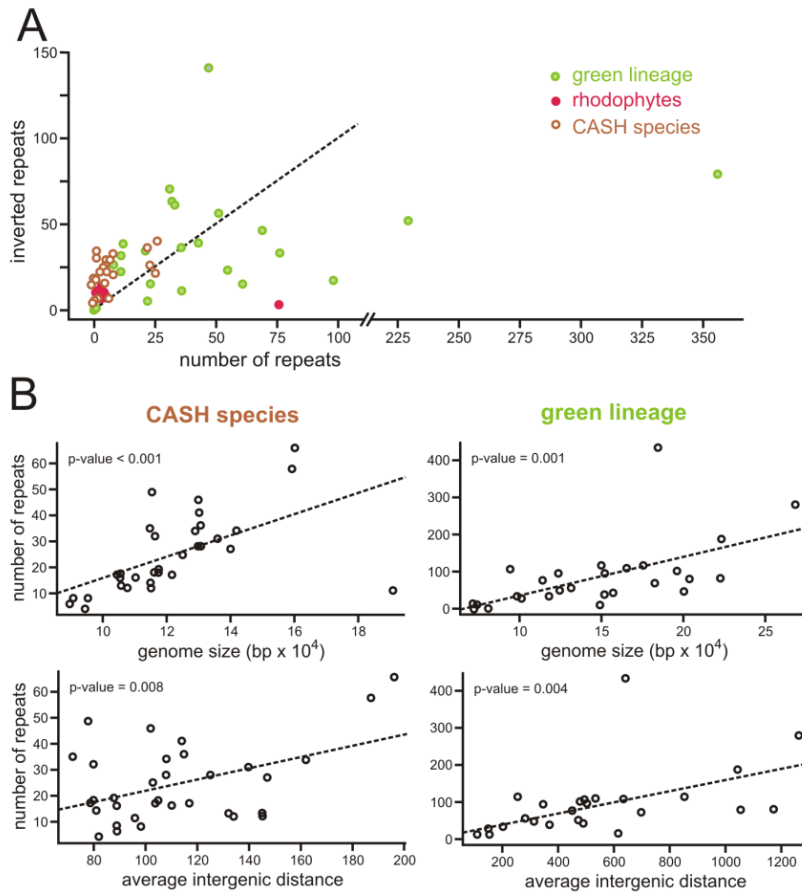 A
150
100
50
0
inverted repeats
green lineage
rhodophytes
CASH species
0 25 50 75 100 225 250 275 300 325 350
number of repeats
B
CASH species
green lineage
p-value < 0.001
60
50
40
30
20
10
number of repeats
10 12 14 16 18
genome size (bp x 10⁴)
p-value = 0.001
400
300
200
100
0
10 15 20 25
genome size (bp x 10⁴)
p-value = 0.008
60
50
40
30
20
10
number of repeats
80 100 120 140 160 180 200
average intergenic distance
p-value = 0.004
400
300
200
100
0
200 400 600 800 1000 1200
average intergenic distance